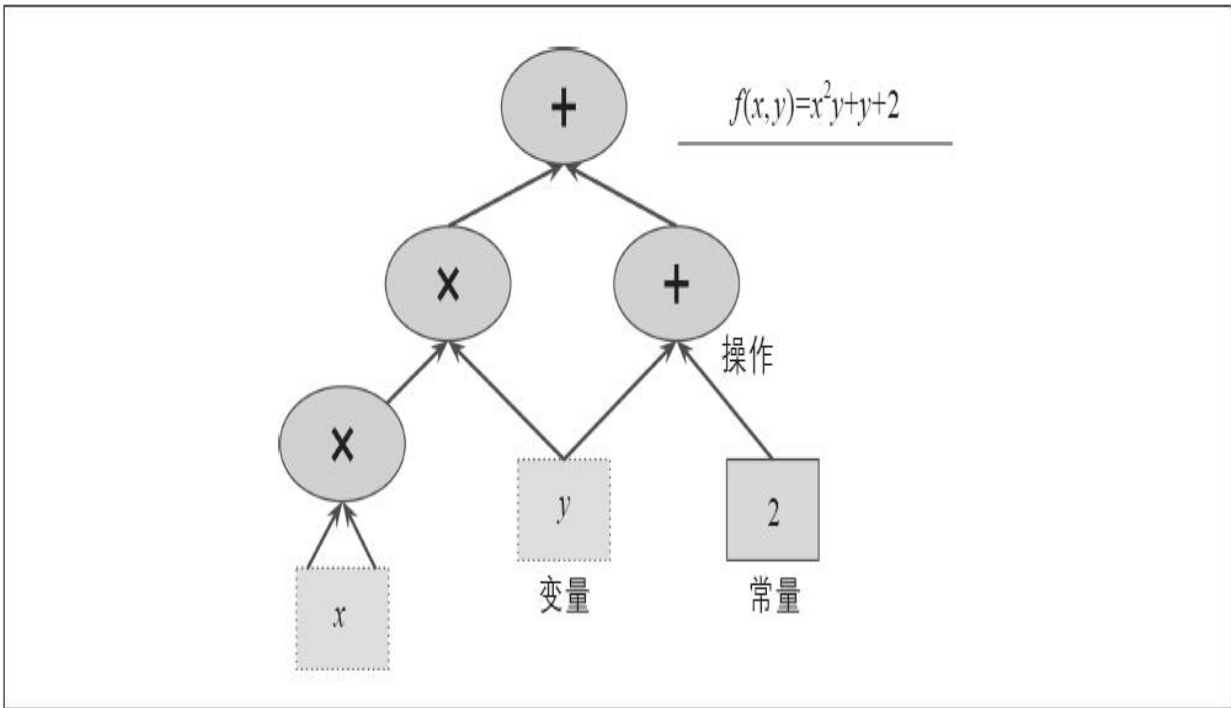 +
f(x,y)=x²y+y+2
×
+
操作
×
y
2
变量
常量
x